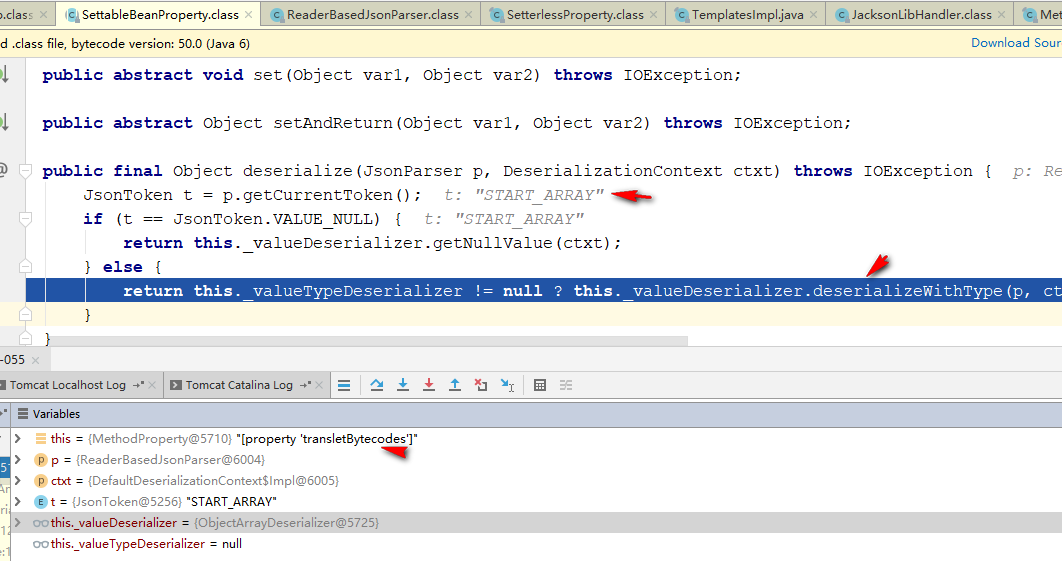 o.class SettableBeanProperty.class ReaderBasedJsonParser.class SetterlessProperty.class TemplatesImpl.java JacksonLibHandler.class Met
d .class file, bytecode version: 50.0 (Java 6) Download Sour
public abstract void set(Object var1, Object var2) throws IOException;
public abstract Object setAndReturn(Object var1, Object var2) throws IOException;
@ public final Object deserialize(JsonParser p, DeserializationContext ctxt) throws IOException { p: Re
JsonToken t = p.getCurrentToken(); t: "START_ARRAY"
if (t == JsonToken.VALUE_NULL) { t: "START_ARRAY"
return this._valueDeserializer.getNullValue(ctxt);
} else {
return this._valueTypeDeserializer != null ? this._valueDeserializer.deserializeWithType(p, ct
}
}
-055
Tomcat Localhost Log Tomcat Catalina Log
Variables
this = {MethodProperty@5710} "[property 'transletBytecodes']"
p = {ReaderBasedJsonParser@6004}
ctxt = {DefaultDeserializationContext$Impl@6005}
t = {JsonToken@5256} "START_ARRAY"
this._valueDeserializer = {ObjectArrayDeserializer@5725}
this._valueTypeDeserializer = null